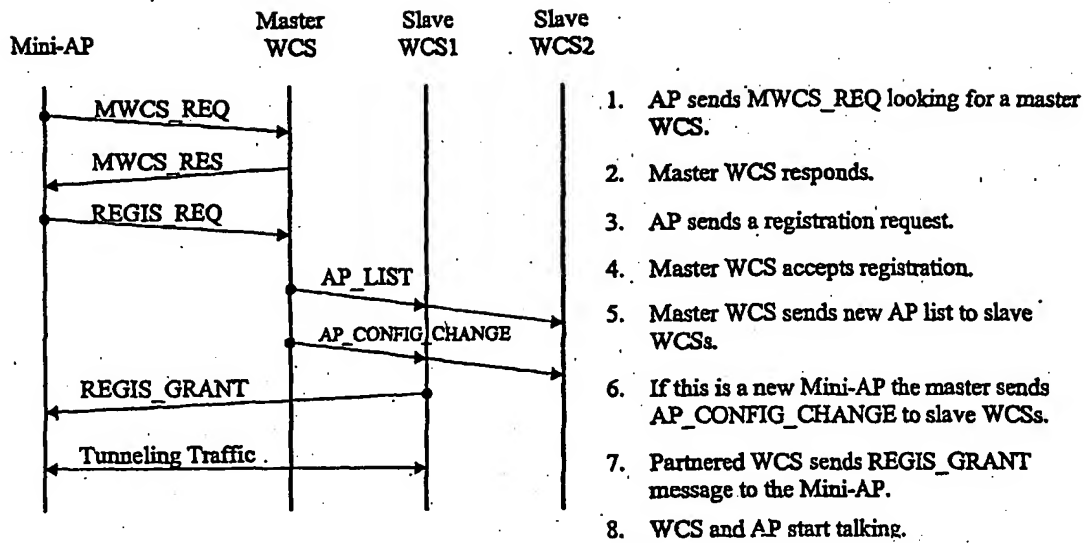 Mini-AP
Master
WCS
Slave
WCS1
Slave
WCS2
MWCS_REQ
MWCS_RES
REGIS_REQ
AP_LIST
AP_CONFIG_CHANGE
REGIS_GRANT
Tunneling Traffic
1. AP sends MWCS_REQ looking for a master
WCS.
2. Master WCS responds.
3. AP sends a registration request.
4. Master WCS accepts registration.
5. Master WCS sends new AP list to slave
WCSs.
6. If this is a new Mini-AP the master sends
AP_CONFIG_CHANGE to slave WCSs.
7. Partnered WCS sends REGIS_GRANT
message to the Mini-AP.
8. WCS and AP start talking.